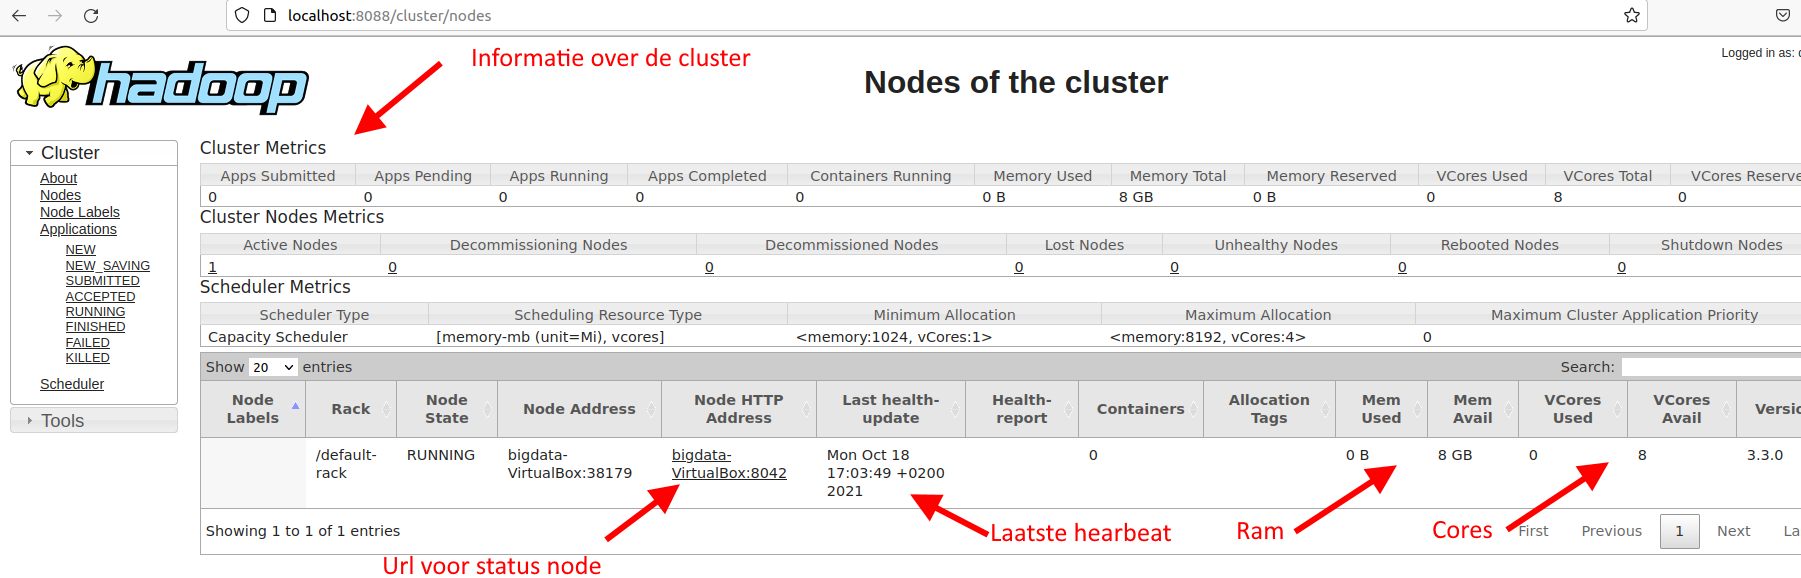 localhost:8088/cluster/nodes
Informatie over de cluster
Logged in as:
hadoop
Nodes of the cluster
Cluster
About
Nodes
Node Labels
Applications
NEW
NEW_SAVING
SUBMITTED
ACCEPTED
RUNNING
FINISHED
FAILED
KILLED
Scheduler
Tools
Cluster Metrics
Apps Submitted Apps Pending Apps Running Apps Completed Containers Running Memory Used Memory Total Memory Reserved VCores Used VCores Total VCores Reserve
0 0 0 0 0 0 B 8 GB 0 B 0 8 0
Cluster Nodes Metrics
Active Nodes Decommissioning Nodes Decommissioned Nodes Lost Nodes Unhealthy Nodes Rebooted Nodes Shutdown Nodes
1 0 0 0 0 0 0
Scheduler Metrics
Scheduler Type Scheduling Resource Type Minimum Allocation Maximum Allocation Maximum Cluster Application Priority
Capacity Scheduler [memory-mb (unit=Mi), vcores] <memory:1024, vCores:1> <memory:8192, vCores:4> 0
Show 20 entries Search:
Node Labels Rack Node State Node Address Node HTTP Address Last health-update Health-report Containers Allocation Tags Mem Used Mem Avail VCores Used VCores Avail Versio
/default-rack RUNNING bigdata-VirtualBox:38179 bigdata-VirtualBox:8042 Mon Oct 18 17:03:49 +0200 2021 0 0 B 8 GB 0 8 3.3.0
Showing 1 to 1 of 1 entries First Previous 1 Next La
Url voor status node
Laatste hearbeat
Ram
Cores